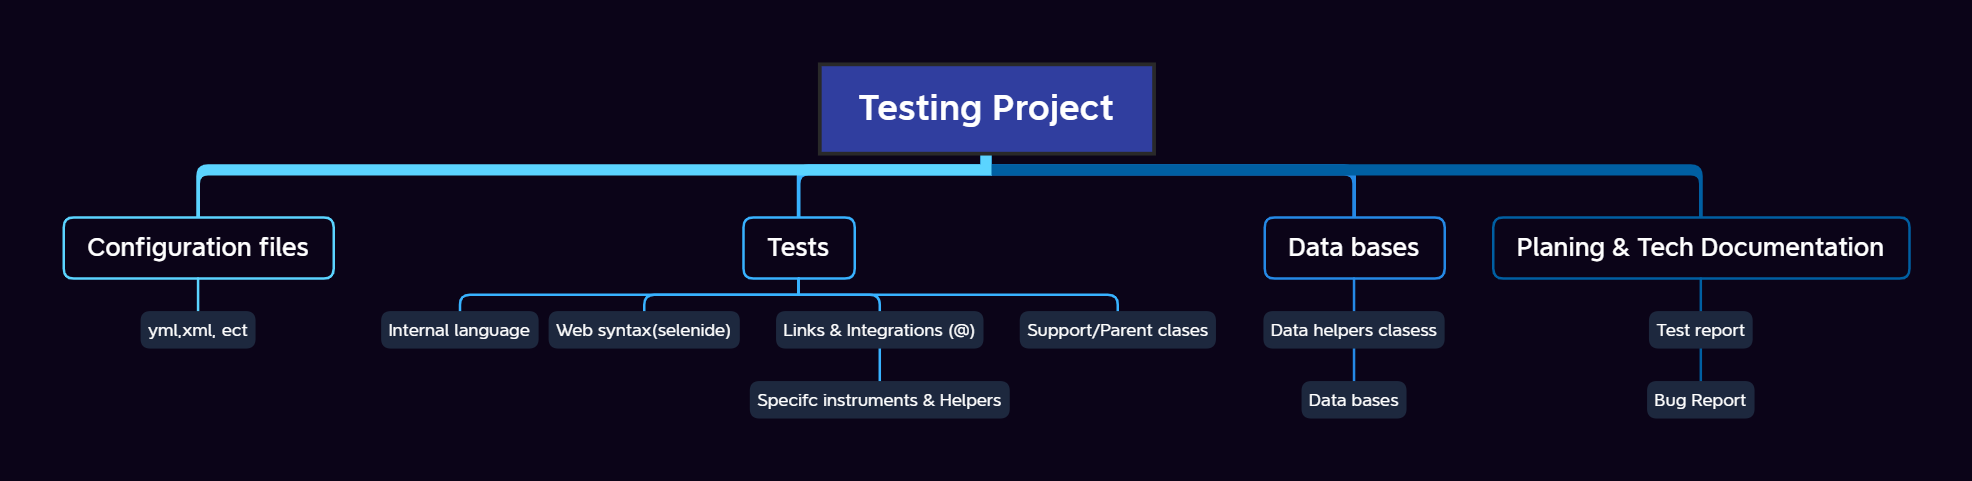 Testing Project
Configuration files
Tests
Data bases
Planing & Tech Documentation
yml,xml, ect
Internal language
Web syntax(selenide)
Links & Integrations (@)
Support/Parent clases
Data helpers clasess
Test report
Specifc instruments & Helpers
Data bases
Bug Report